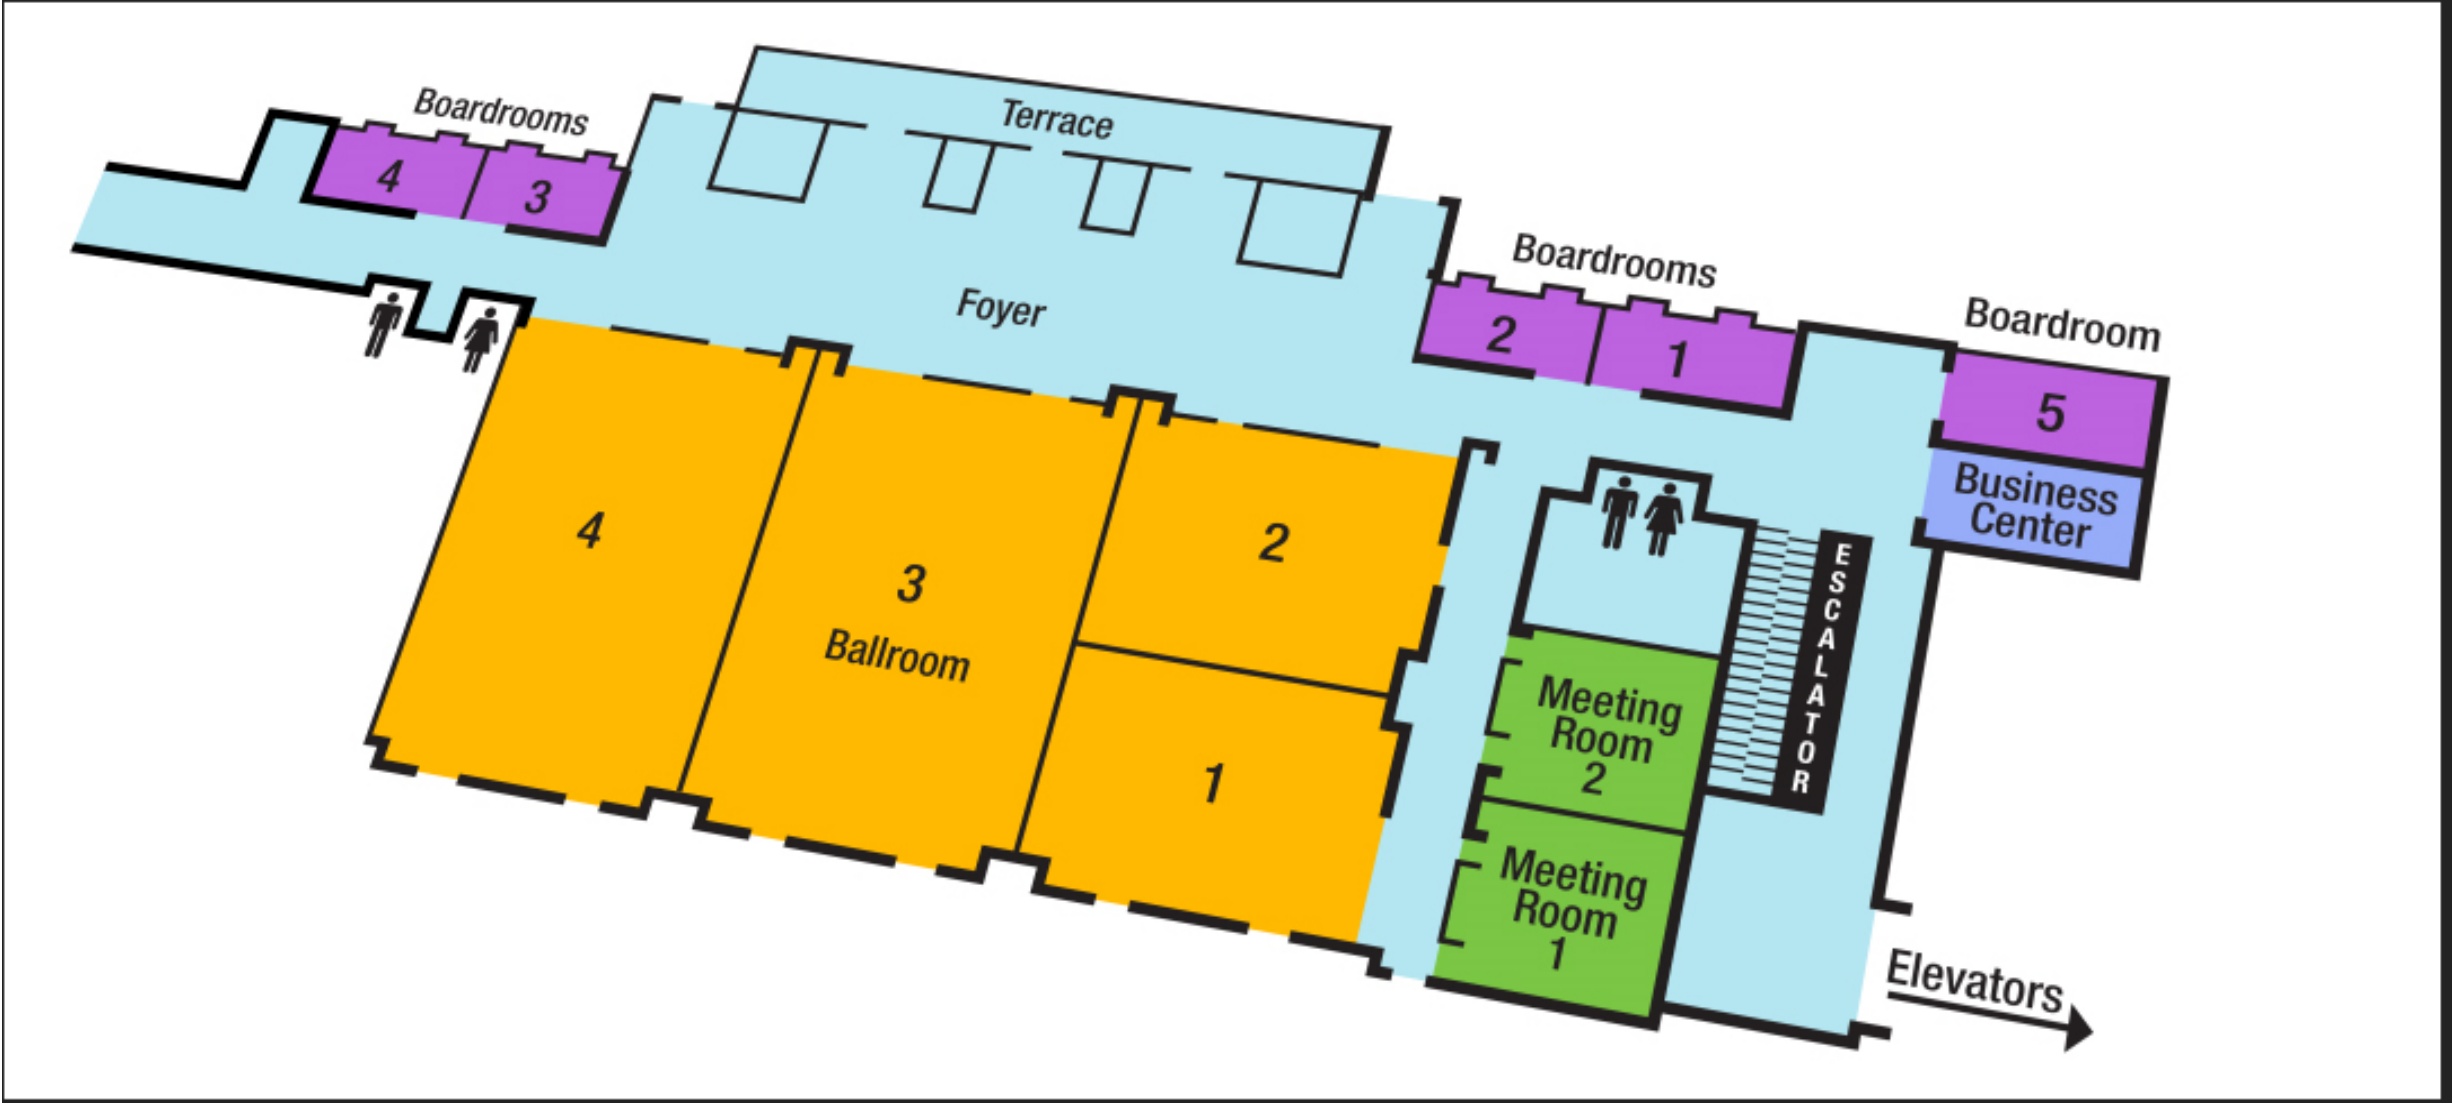 Boardrooms
4
3
Terrace
Foyer
Boardrooms
2
1
Boardroom
5
Business
Center
4
3
Ballroom
2
1
ESCALATOR
Meeting
Room
2
Meeting
Room
1
Elevators